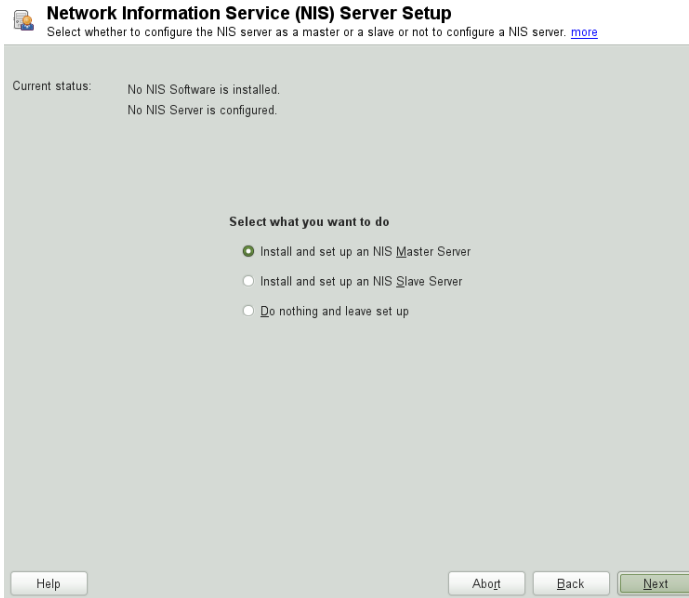 Network Information Service (NIS) Server Setup
Select whether to configure the NIS server as a master or a slave or not to configure a NIS server. more
Current status:
No NIS Software is installed.
No NIS Server is configured.
Select what you want to do
Install and set up an NIS Master Server
Install and set up an NIS Slave Server
Do nothing and leave set up
Help
Abort
Back
Next